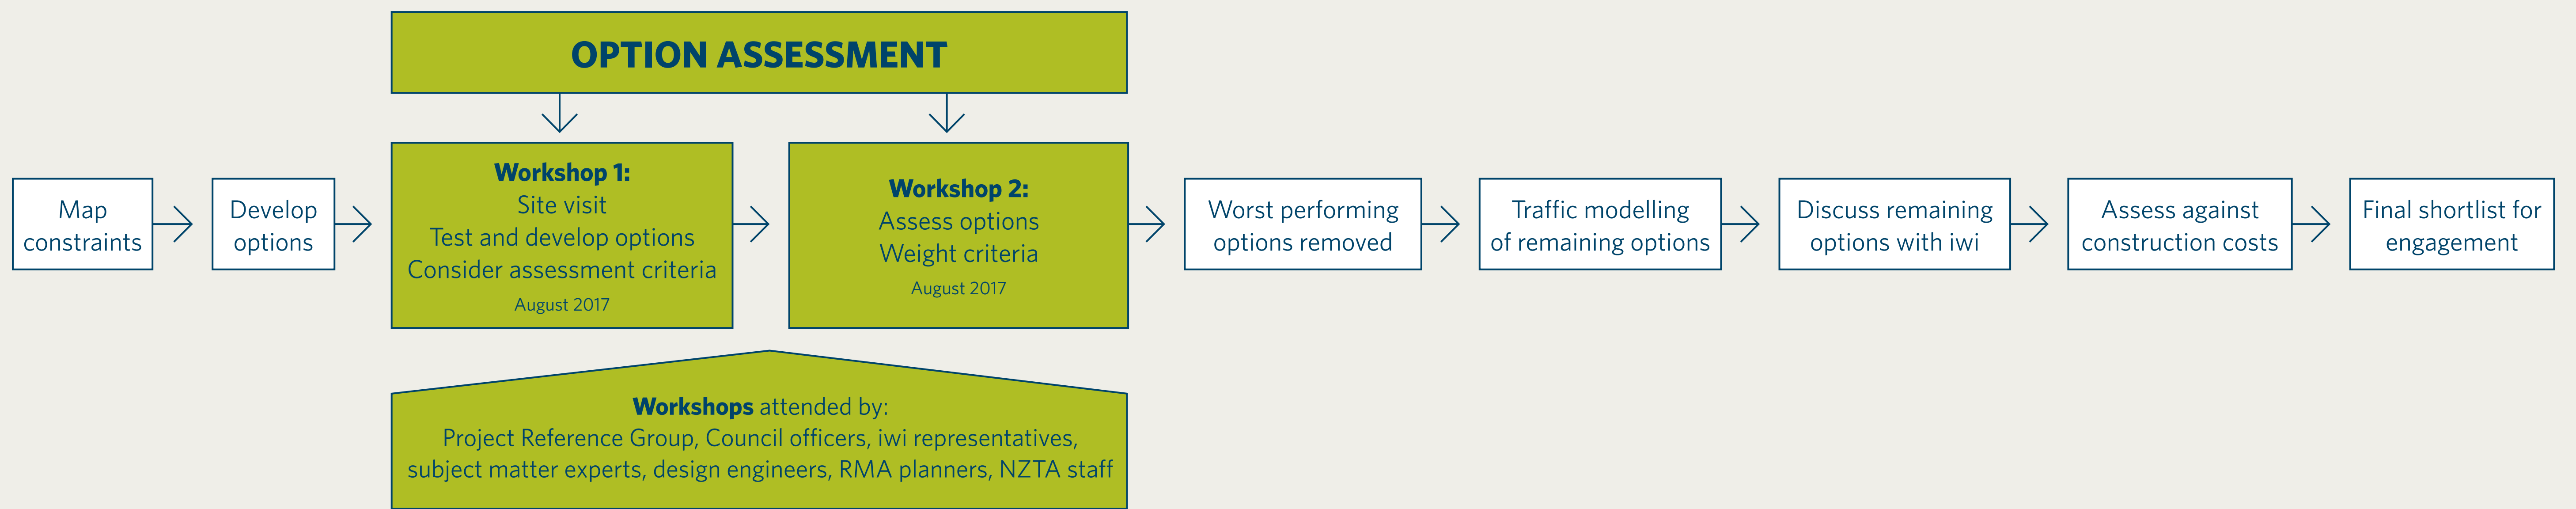 OPTION ASSESSMENT
Map
constraints
Develop
options
Workshop 1:
Site visit
Test and develop options
Consider assessment criteria
August 2017
Workshop 2:
Assess options
Weight criteria
August 2017
Worst performing
options removed
Traffic modelling
of remaining options
Discuss remaining
options with iwi
Assess against
construction costs
Final shortlist for
engagement
Workshops attended by:
Project Reference Group, Council officers, iwi representatives,
subject matter experts, design engineers, RMA planners, NZTA staff